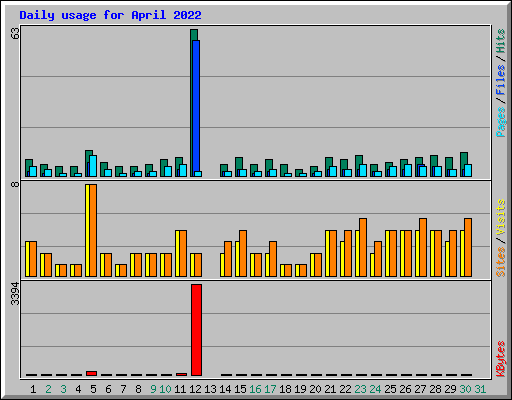 Daily usage for April 2022
63
Pages / Files / Hits
8
Sites / Visits
3394
KBytes
1 2 3 4 5 6 7 8 9 10 11 12 13 14 15 16 17 18 19 20 21 22 23 24 25 26 27 28 29 30 31